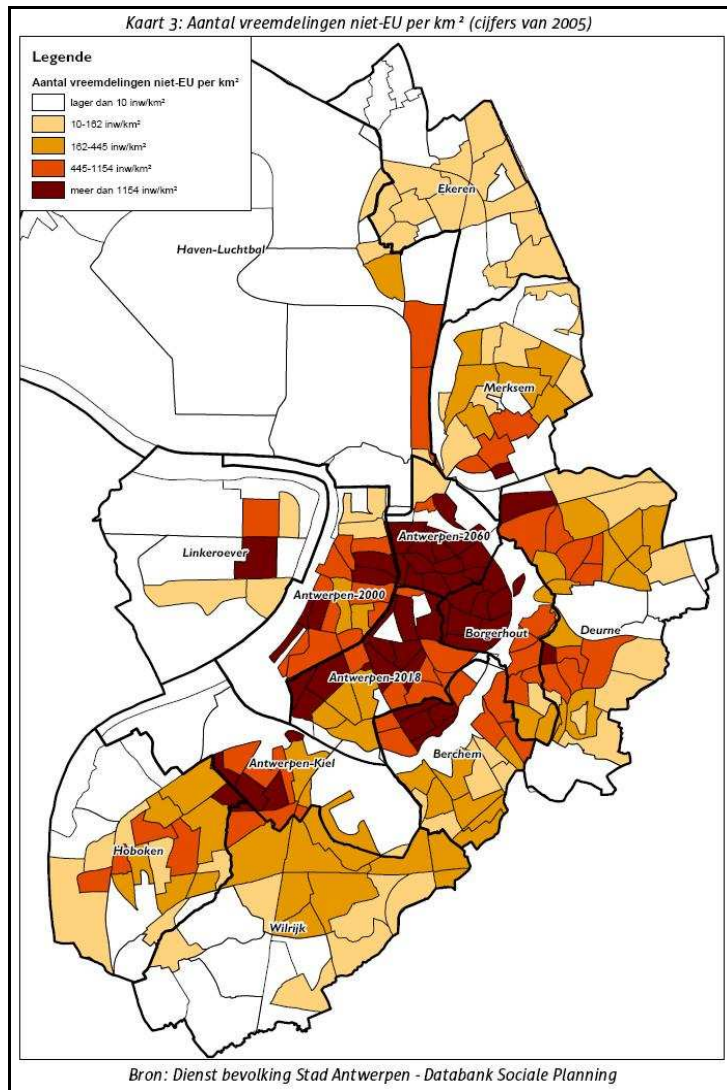 Kaart 3: Aantal vreemdelingen niet-EU per km² (cijfers van 2005)
Legende
Aantal vreemdelingen niet-EU per km²
lager dan 10 inw/km²
10-162 inw/km²
162-445 inw/km²
445-1154 inw/km²
meer dan 1154 inw/km²
Ekeren
Haven-Luchtbal
Merksem
Antwerpen-2060
Linkeroever
Antwerpen-2000
Borgerhout
Deurne
Antwerpen-2018
Berchem
Antwerpen-Kiel
Hoboken
Wilrijk
Bron: Dienst bevolking Stad Antwerpen - Databank Sociale Planning